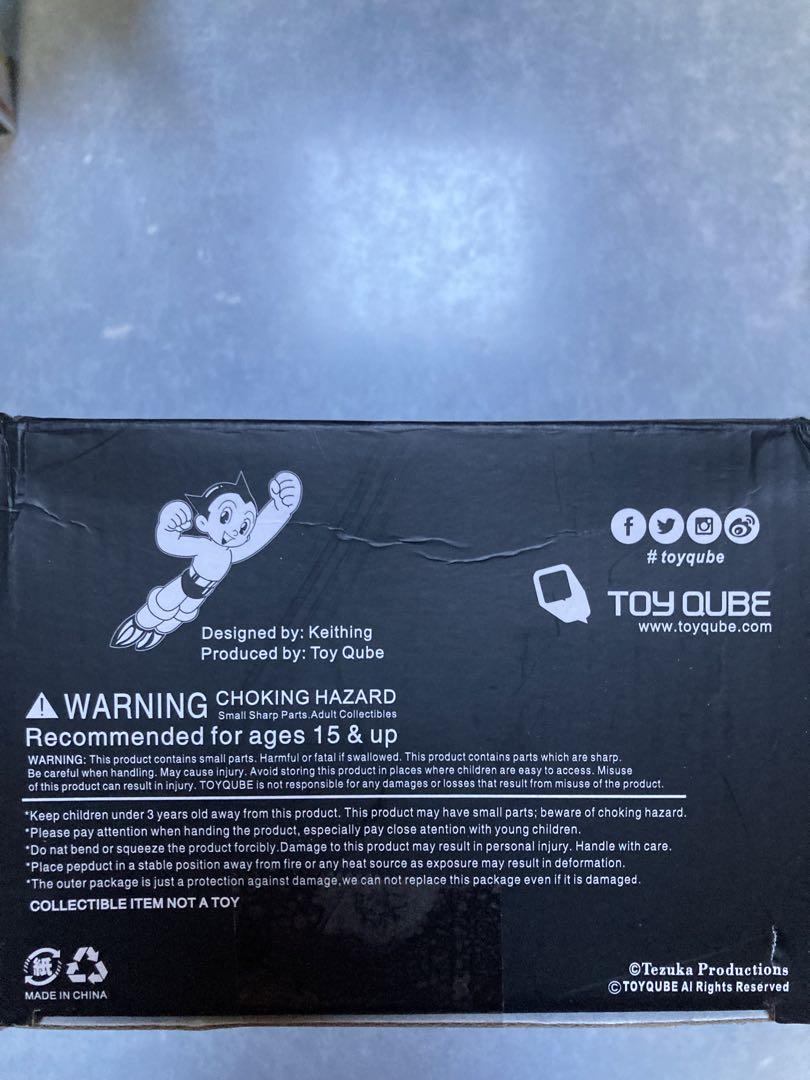 # toyqube
TOY QUBE
www.toyqube.com
Designed by: Keithing
Produced by: Toy Qube
WARNING CHOKING HAZARD
Small Sharp Parts.Adult Collectibles
Recommended for ages 15 & up
WARNING: This product contains small parts. Harmful or fatal if swallowed. This product contains parts which are sharp.
Be careful when handling. May cause injury. Avoid storing this product in places where children are easy to access. Misuse
of this product can result in injury. TOYQUBE is not responsible for any damages or losses that result from misuse of the product.
*Keep children under 3 years old away from this product. This product may have small parts; beware of choking hazard.
*Please pay attention when handing the product, especially pay close atention with young children.
*Do nat bend or squeeze the product forcibly.Damage to this product may result in personal injury. Handle with care.
*Place pepduct in a stable position away from fire or any heat source as exposure may result in deformation.
*The outer package is just a protection against damage,we can not replace this package even if it is damaged.
COLLECTIBLE ITEM NOT A TOY
紙
MADE IN CHINA
©Tezuka Productions
©TOYQUBE Al Rights Reserved